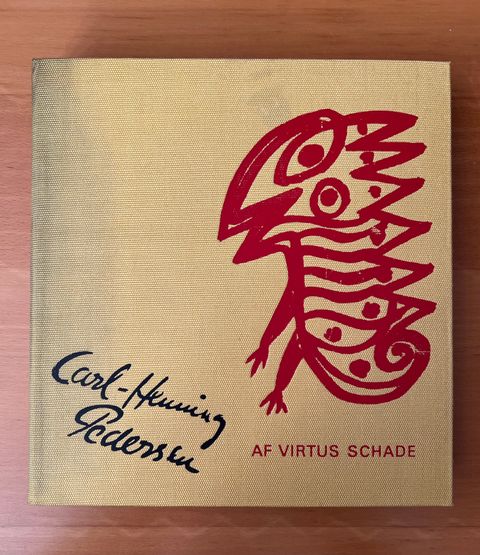 Carl-Henning
Pedersen
AF VIRTUS SCHADE